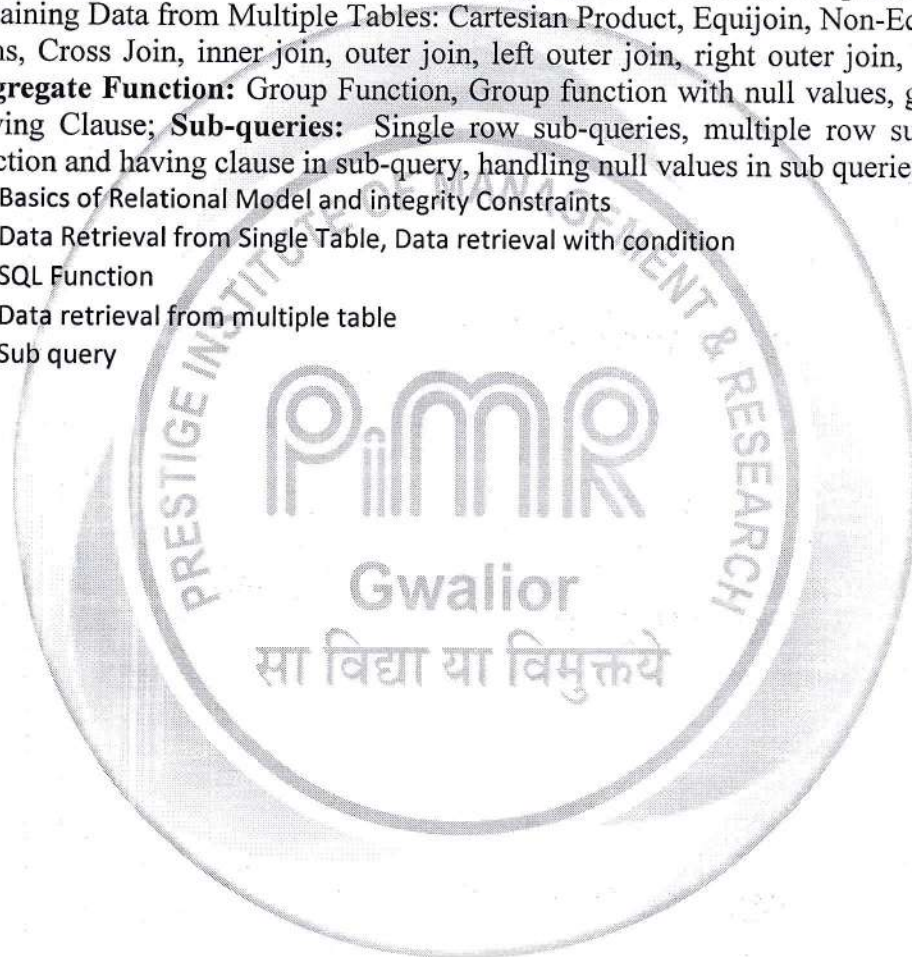 aining Data from Multiple Tables: Cartesian Product, Equijoin,
ns, Cross Join, inner join, outer join, left outer join, right outer join,
gregate Function: Group Function, Group function with null values,
ving Clause; Sub-queries: Single row sub-queries, multiple row
ction and having clause in sub-query, handling null values in sub
Basics of Relational Model and integrity Constraints
Data Retrieval from Single Table, Data retrieval with condition
SQL Function
Data retrieval from multiple table
Sub query
PRESTIGE INSTITUTE OF MANAGEMENT & RESEARCH
PiMR
Gwalior
सा विद्या या विमुक्तये